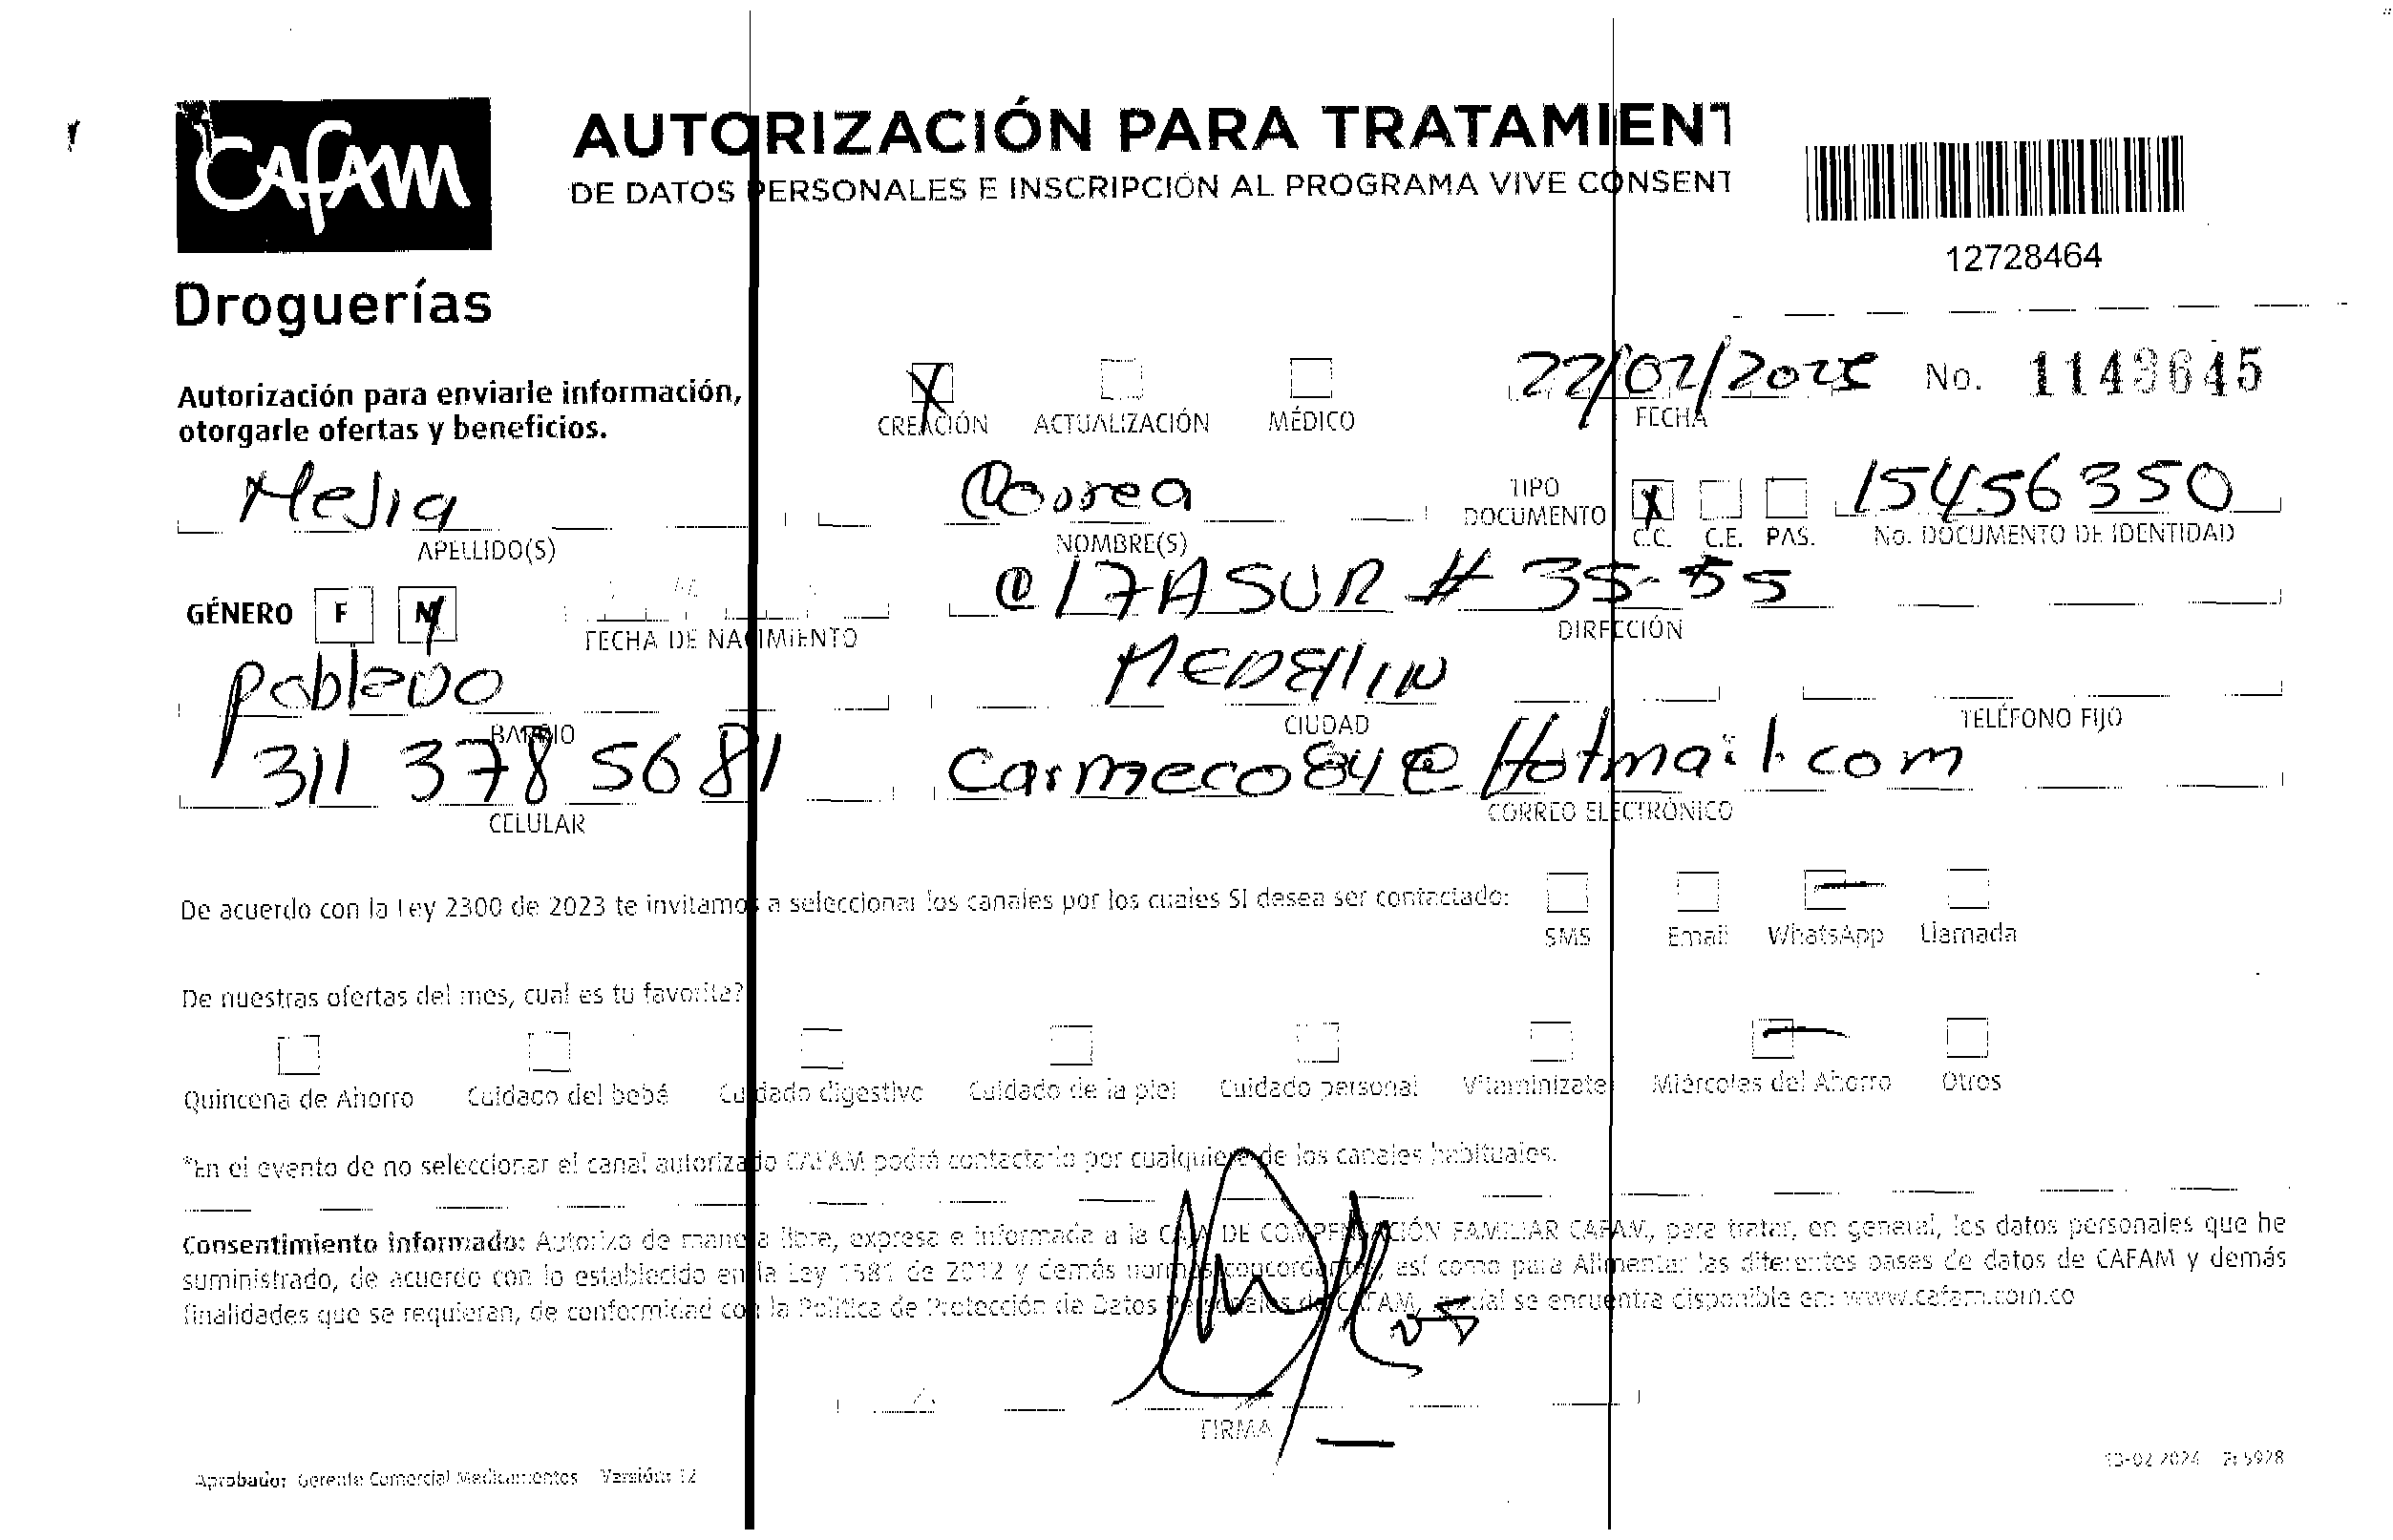 CAFAM
Droguerías
AUTORIZACIÓN PARA TRATAMIENT
DE DATOS PERSONALES E INSCRIPCIÓN AL PROGRAMA VIVE CONSENT
12728464
Autorización para enviarle información,
otorgarle ofertas y beneficios.
X
CREACIÓN ACTUALIZACIÓN MÉDICO
22/02/2025 No. 1149645
FECHA
Mejia Correa TIPO DOCUMENTO X 15456350
APELLIDO(S) NOMBRE(S) C.C. C.E. PAS. No. DOCUMENTO DE IDENTIDAD
GÉNERO F M 17A SUR # 35-55
FECHA DE NACIMIENTO DIRECCIÓN
Poblado MEDEllIN
BARRIO CIUDAD TELÉFONO FIJO
311 378 5681 Carmeco84@Hotmail.com
CELULAR CORREO ELECTRÓNICO
De acuerdo con la Ley 2300 de 2023 te invitamos a seleccionar los canales por los cuales SI desea ser contactado:
SMS Email WhatsApp Llamada
De nuestras ofertas del mes, cual es tu favorita?
Quincena de Ahorro Cuidado del bebé Cuidado digestivo Cuidado de la piel Cuidado personal Vitaminízate Miércoles del Ahorro Otros
*En el evento de no seleccionar el canal autorizado CAFAM podrá contactarlo por cualquiera de los canales habituales.
Consentimiento informado: Autorizo de manera libre, expresa e informada a la CAJA DE COMPENSACIÓN FAMILIAR CAFAM, para tratar, en general, los datos personales que he
suministrado, de acuerdo con lo establecido en la Ley 1581 de 2012 y demás normas concordantes, así como para Alimentar las diferentes bases de datos de CAFAM y demás
finalidades que se requieran, de conformidad con la Política de Protección de Datos Personales de CAFAM, cual se encuentra disponible en: www.cafam.com.co
FIRMA
Aprobado: Gerente Comercial Medicamentos Versión: 12
13-02 2024